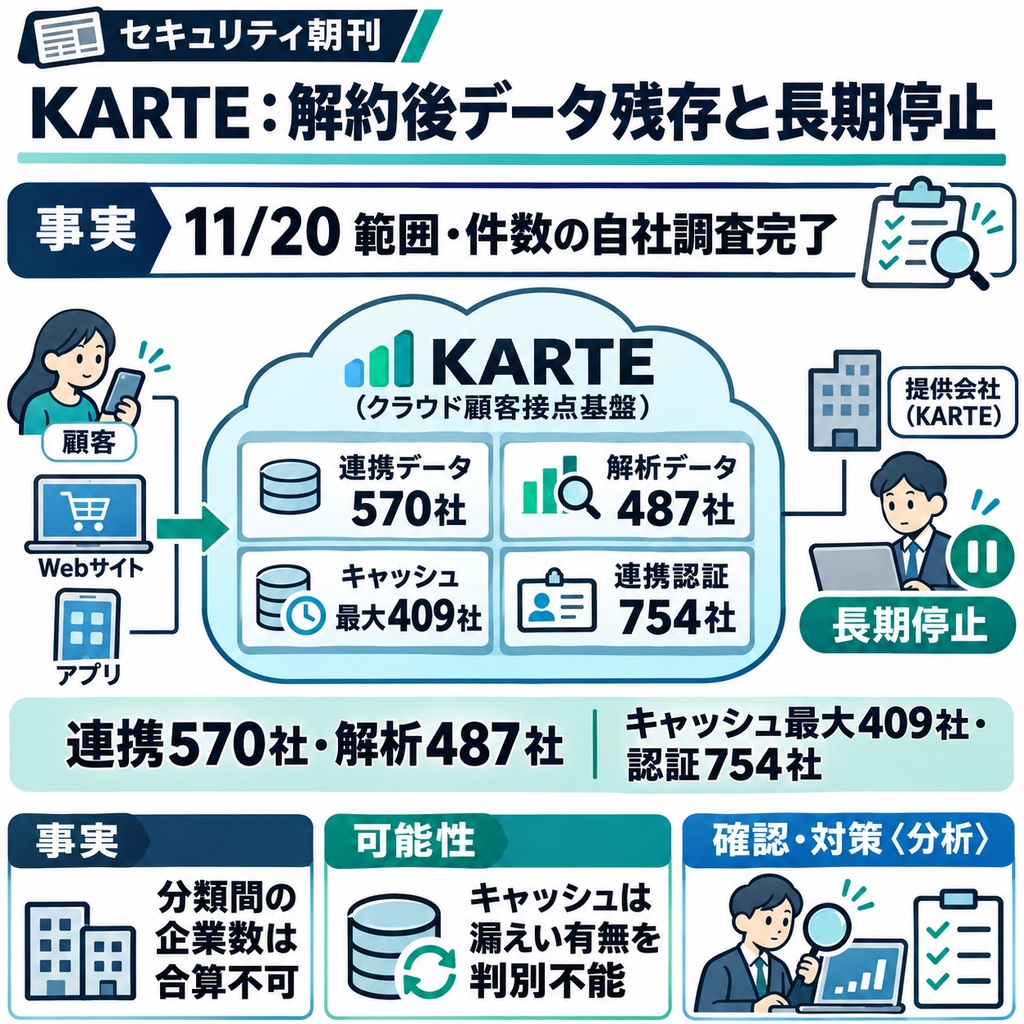 セキュリティ朝刊
KARTE：解約後データ残存と長期停止
事実
11/20 範囲・件数の自社調査完了
顧客
Webサイト
アプリ
KARTE
（クラウド顧客接点基盤）
連携データ
570社
解析データ
487社
キャッシュ
最大409社
連携認証
754社
提供会社
（KARTE）
長期停止
連携570社・解析487社
キャッシュ最大409社・
認証754社
事実
分類間の
企業数は
合算不可
可能性
キャッシュは
漏えい有無を
判別不能
確認・対策〈分析〉